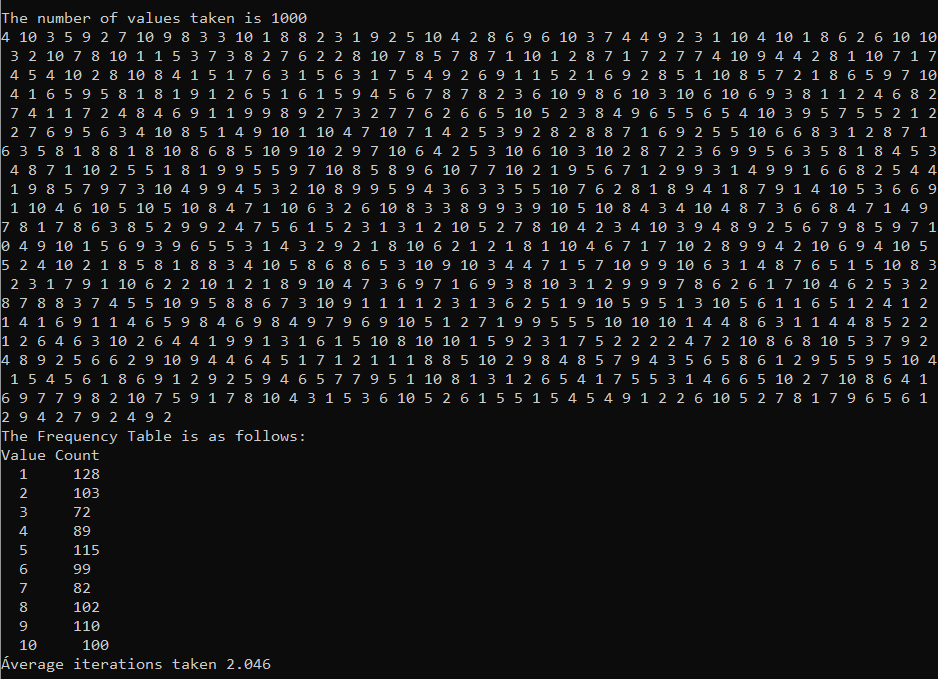 The number of values taken is 1000
4 10 3 5 9 2 7 10 9 8 3 3 10 1 8 8 2 3 1 9 2 5 10 4 2 8 6 9 6 10 3 7 4 4 9 2 3 1 10 4 10 1 8 6 2 6 10 10
3 2 10 7 8 10 1 1 5 3 7 3 8 2 7 6 2 2 8 10 7 8 5 7 8 7 1 10 1 2 8 7 1 7 2 7 7 4 10 9 4 4 2 8 1 10 7 1 7
4 5 4 10 2 8 10 8 4 1 5 1 7 6 3 1 5 6 3 1 7 5 4 9 2 6 9 1 1 5 2 1 6 9 2 8 5 1 10 8 5 7 2 1 8 6 5 9 7 10
4 1 6 5 9 5 8 1 8 1 9 1 2 6 5 1 6 1 5 9 4 5 6 7 8 7 8 2 3 6 10 9 8 6 10 3 10 6 10 6 9 3 8 1 1 2 4 6 8 2
7 4 1 1 7 2 4 8 4 6 9 1 1 9 9 8 9 2 7 3 2 7 7 6 2 6 6 5 10 5 2 3 8 4 9 6 5 5 6 5 4 10 3 9 5 7 5 5 2 1 2
2 7 6 9 5 6 3 4 10 8 5 1 4 9 10 1 10 4 7 10 7 1 4 2 5 3 9 2 8 2 8 8 7 1 6 9 2 5 5 10 6 6 8 3 1 2 8 7 1
6 3 5 8 1 8 8 1 8 10 8 6 8 5 10 9 10 2 9 7 10 6 4 2 5 3 10 6 10 3 10 2 8 7 2 3 6 9 9 5 6 3 5 8 1 8 4 5 3
4 8 7 1 10 2 5 5 1 8 1 9 9 5 5 9 7 10 8 5 8 9 6 10 7 7 10 2 1 9 5 6 7 1 2 9 9 3 1 4 9 9 1 6 6 8 2 5 4 4
1 9 8 5 7 9 7 3 10 4 9 9 4 5 3 2 10 8 9 9 5 9 4 3 6 3 3 5 5 10 7 6 2 8 1 8 9 4 1 8 7 9 1 4 10 5 3 6 6 9
1 10 4 6 10 5 10 5 10 8 4 7 1 10 6 3 2 6 10 8 3 3 8 9 9 3 9 10 5 10 8 4 3 4 10 4 8 7 3 6 6 8 4 7 1 4 9
7 8 1 7 8 6 3 8 5 2 9 9 2 4 7 5 6 1 5 2 3 1 3 1 2 10 5 2 7 8 10 4 2 3 4 10 3 9 4 8 9 2 5 6 7 9 8 5 9 7 1
0 4 9 10 1 5 6 9 3 9 6 5 5 3 1 4 3 2 9 2 1 8 10 6 2 1 2 1 8 1 10 4 6 7 1 7 10 2 8 9 9 4 2 10 6 9 4 10 5
5 2 4 10 2 1 8 5 8 1 8 8 3 4 10 5 8 6 8 6 5 3 10 9 10 3 4 4 7 1 5 7 10 9 9 10 6 3 1 4 8 7 6 5 1 5 10 8 3
2 3 1 7 9 1 10 6 2 2 10 1 2 1 8 9 10 4 7 3 6 9 7 1 6 9 3 8 10 3 1 2 9 9 9 7 8 6 2 6 1 7 10 4 6 2 5 3 2
8 7 8 8 3 7 4 5 5 10 9 5 8 8 6 7 3 10 9 1 1 1 1 2 3 1 3 6 2 5 1 9 10 5 9 5 1 3 10 5 6 1 1 6 5 1 2 4 1 2
1 4 1 6 9 1 1 4 6 5 9 8 4 6 9 8 4 9 7 9 6 9 10 5 1 2 7 1 9 9 5 5 5 10 10 10 1 4 4 8 6 3 1 1 4 4 8 5 2 2
1 2 6 4 6 3 10 2 6 4 4 1 9 9 1 3 1 6 1 5 10 8 10 10 1 5 9 2 3 1 7 5 2 2 2 2 4 7 2 10 8 6 8 10 5 3 7 9 2
4 8 9 2 5 6 6 2 9 10 9 4 4 6 4 5 1 7 1 2 1 1 1 8 8 5 10 2 9 8 4 8 5 7 9 4 3 5 6 5 8 6 1 2 9 5 5 9 5 10 4
1 5 4 5 6 1 8 6 9 1 2 9 2 5 9 4 6 5 7 7 9 5 1 10 8 1 3 1 2 6 5 4 1 7 5 5 3 1 4 6 6 5 10 2 7 10 8 6 4 1
6 9 7 7 9 8 2 10 7 5 9 1 7 8 10 4 3 1 5 3 6 10 5 2 6 1 5 5 1 5 4 5 4 9 1 2 2 6 10 5 2 7 8 1 7 9 6 5 6 1
2 9 4 2 7 9 2 4 9 2
The Frequency Table is as follows:
Value Count
1 128
2 103
3 72
4 89
5 115
6 99
7 82
8 102
9 110
10 100
Áverage iterations taken 2.046